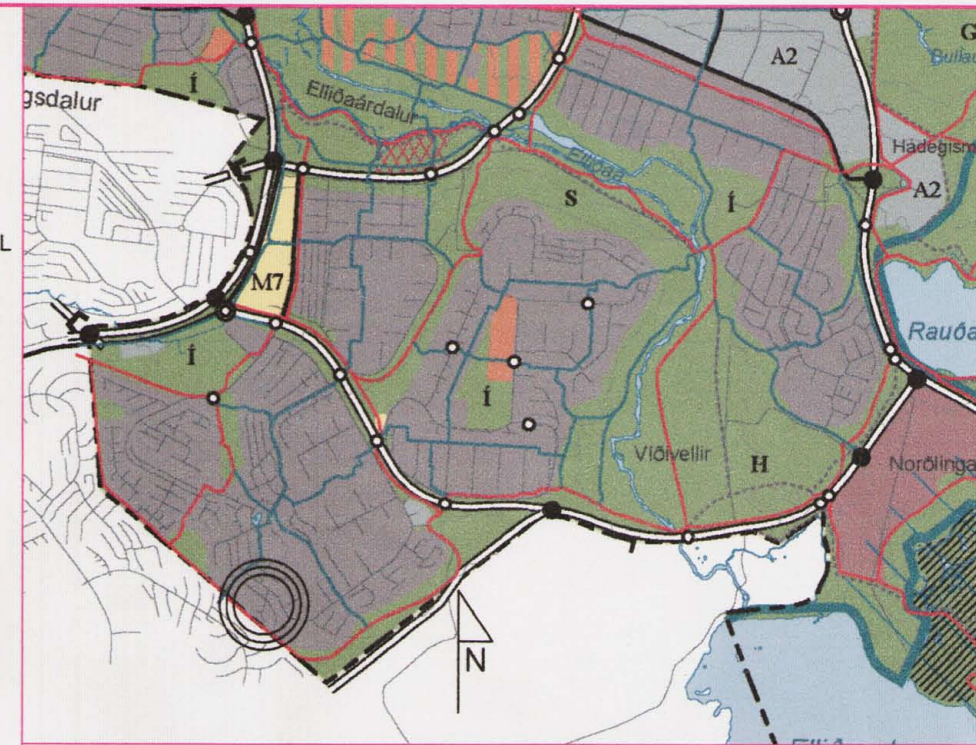 G
Bullau
A2
Í
Elliðaárdalur
gsdalur
Hádegism
Elliðaá
A2
S
Í
L
M7
Rauða
Í
Í
Víðivellir
H
Norðlinga
N